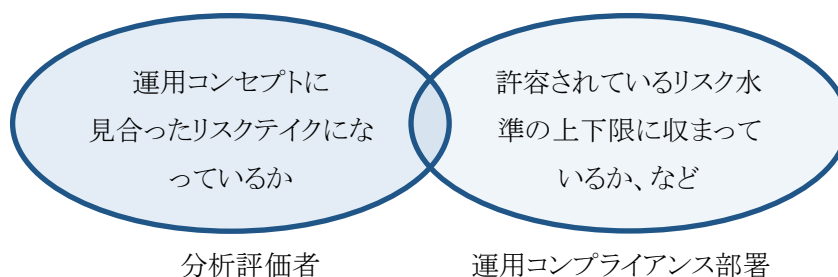 運用コンセプトに
見合ったリスクテイクにな
っているか
許容されているリスク水
準の上下限に収まって
いるか、など
分析評価者
運用コンプライアンス部署